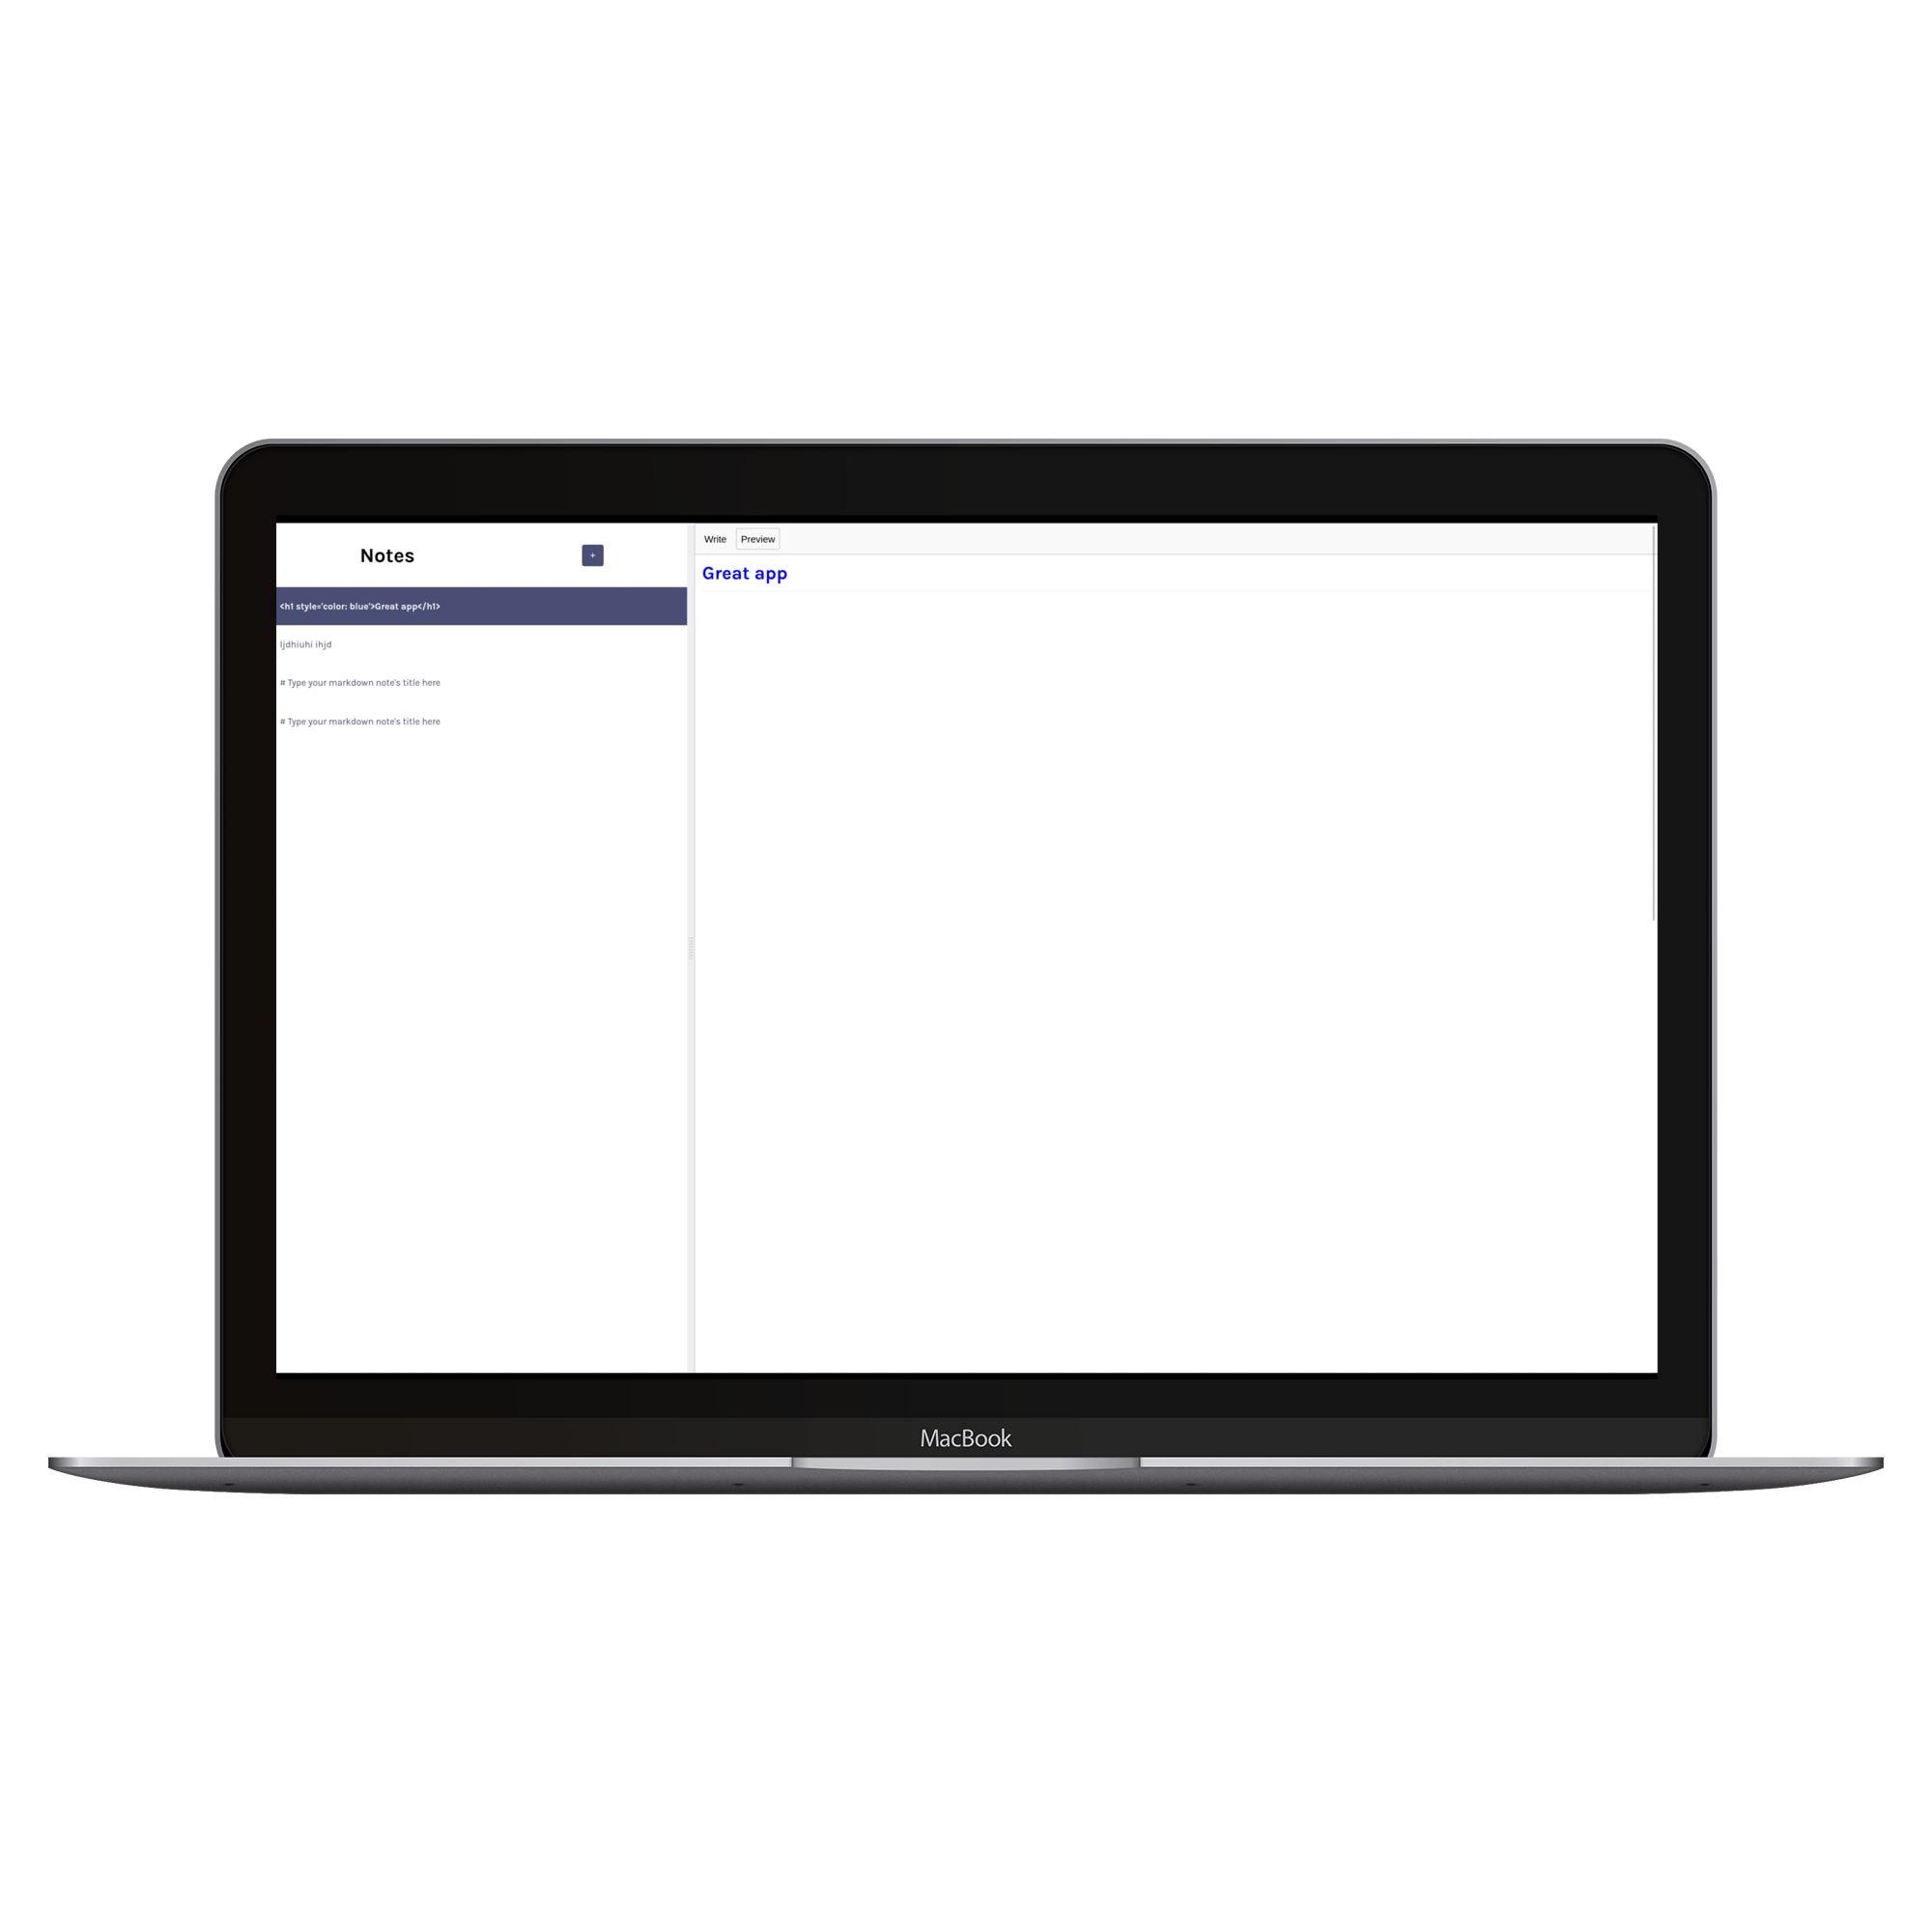 Notes
+
<h1 style='color: blue'>Great app</h1>
ljdhiuhi ihjd
# Type your markdown note's title here
# Type your markdown note's title here
Write Preview
Great app
MacBook